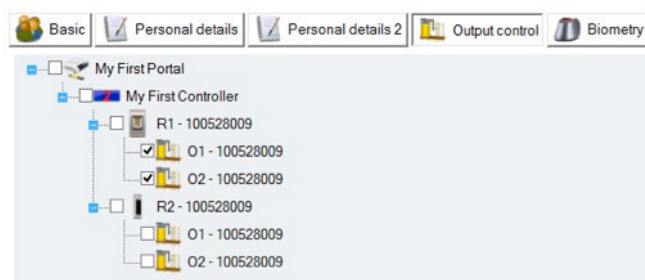 Basic Personal details Personal details 2 Output control Biometry
My First Portal
My First Controller
R1 - 100528009
O1 - 100528009
O2 - 100528009
R2 - 100528009
O1 - 100528009
O2 - 100528009